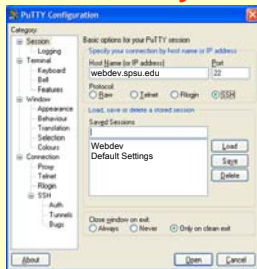 PuTTY Configuration
Category:
Session
Logging
Terminal
Keyboard
Bell
Features
Window
Appearance
Behaviour
Translation
Selection
Colours
Connection
Proxy
Telnet
Rlogin
SSH
Auth
Tunnels
Bugs
Basic options for your PuTTY session
Specify your connection by host name or IP address
Host Name (or IP address)
Port
webdev.spsu.edu
22
Protocol:
Raw Telnet Rlogin SSH
Load, save or delete a stored session
Saved Sessions
Webdev
Default Settings
Load
Save
Delete
Close window on exit:
Always Never Only on clean exit
About
Open
Cancel